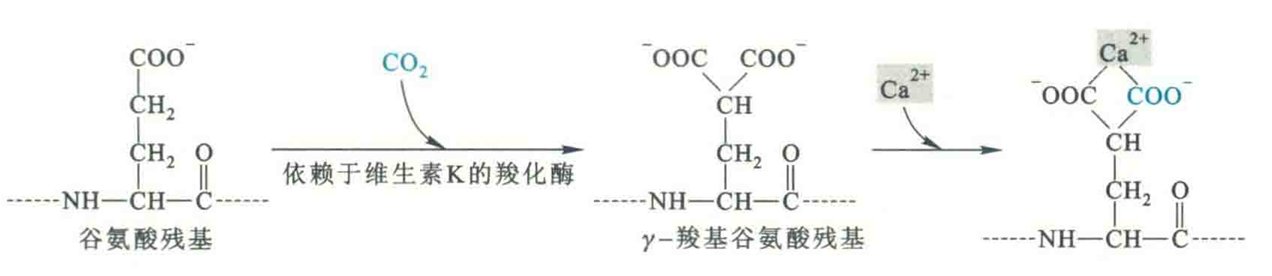 COO⁻
CH₂
CH₂ O
-----NH—CH—C-----
谷氨酸残基
CO₂
依赖于维生素K的羧化酶
⁻OOC COO⁻
CH
CH₂ O
-----NH—CH—C-----
γ-羧基谷氨酸残基
Ca²⁺
Ca²⁺
⁻OOC COO⁻
CH
CH₂ O
-----NH—CH—C-----